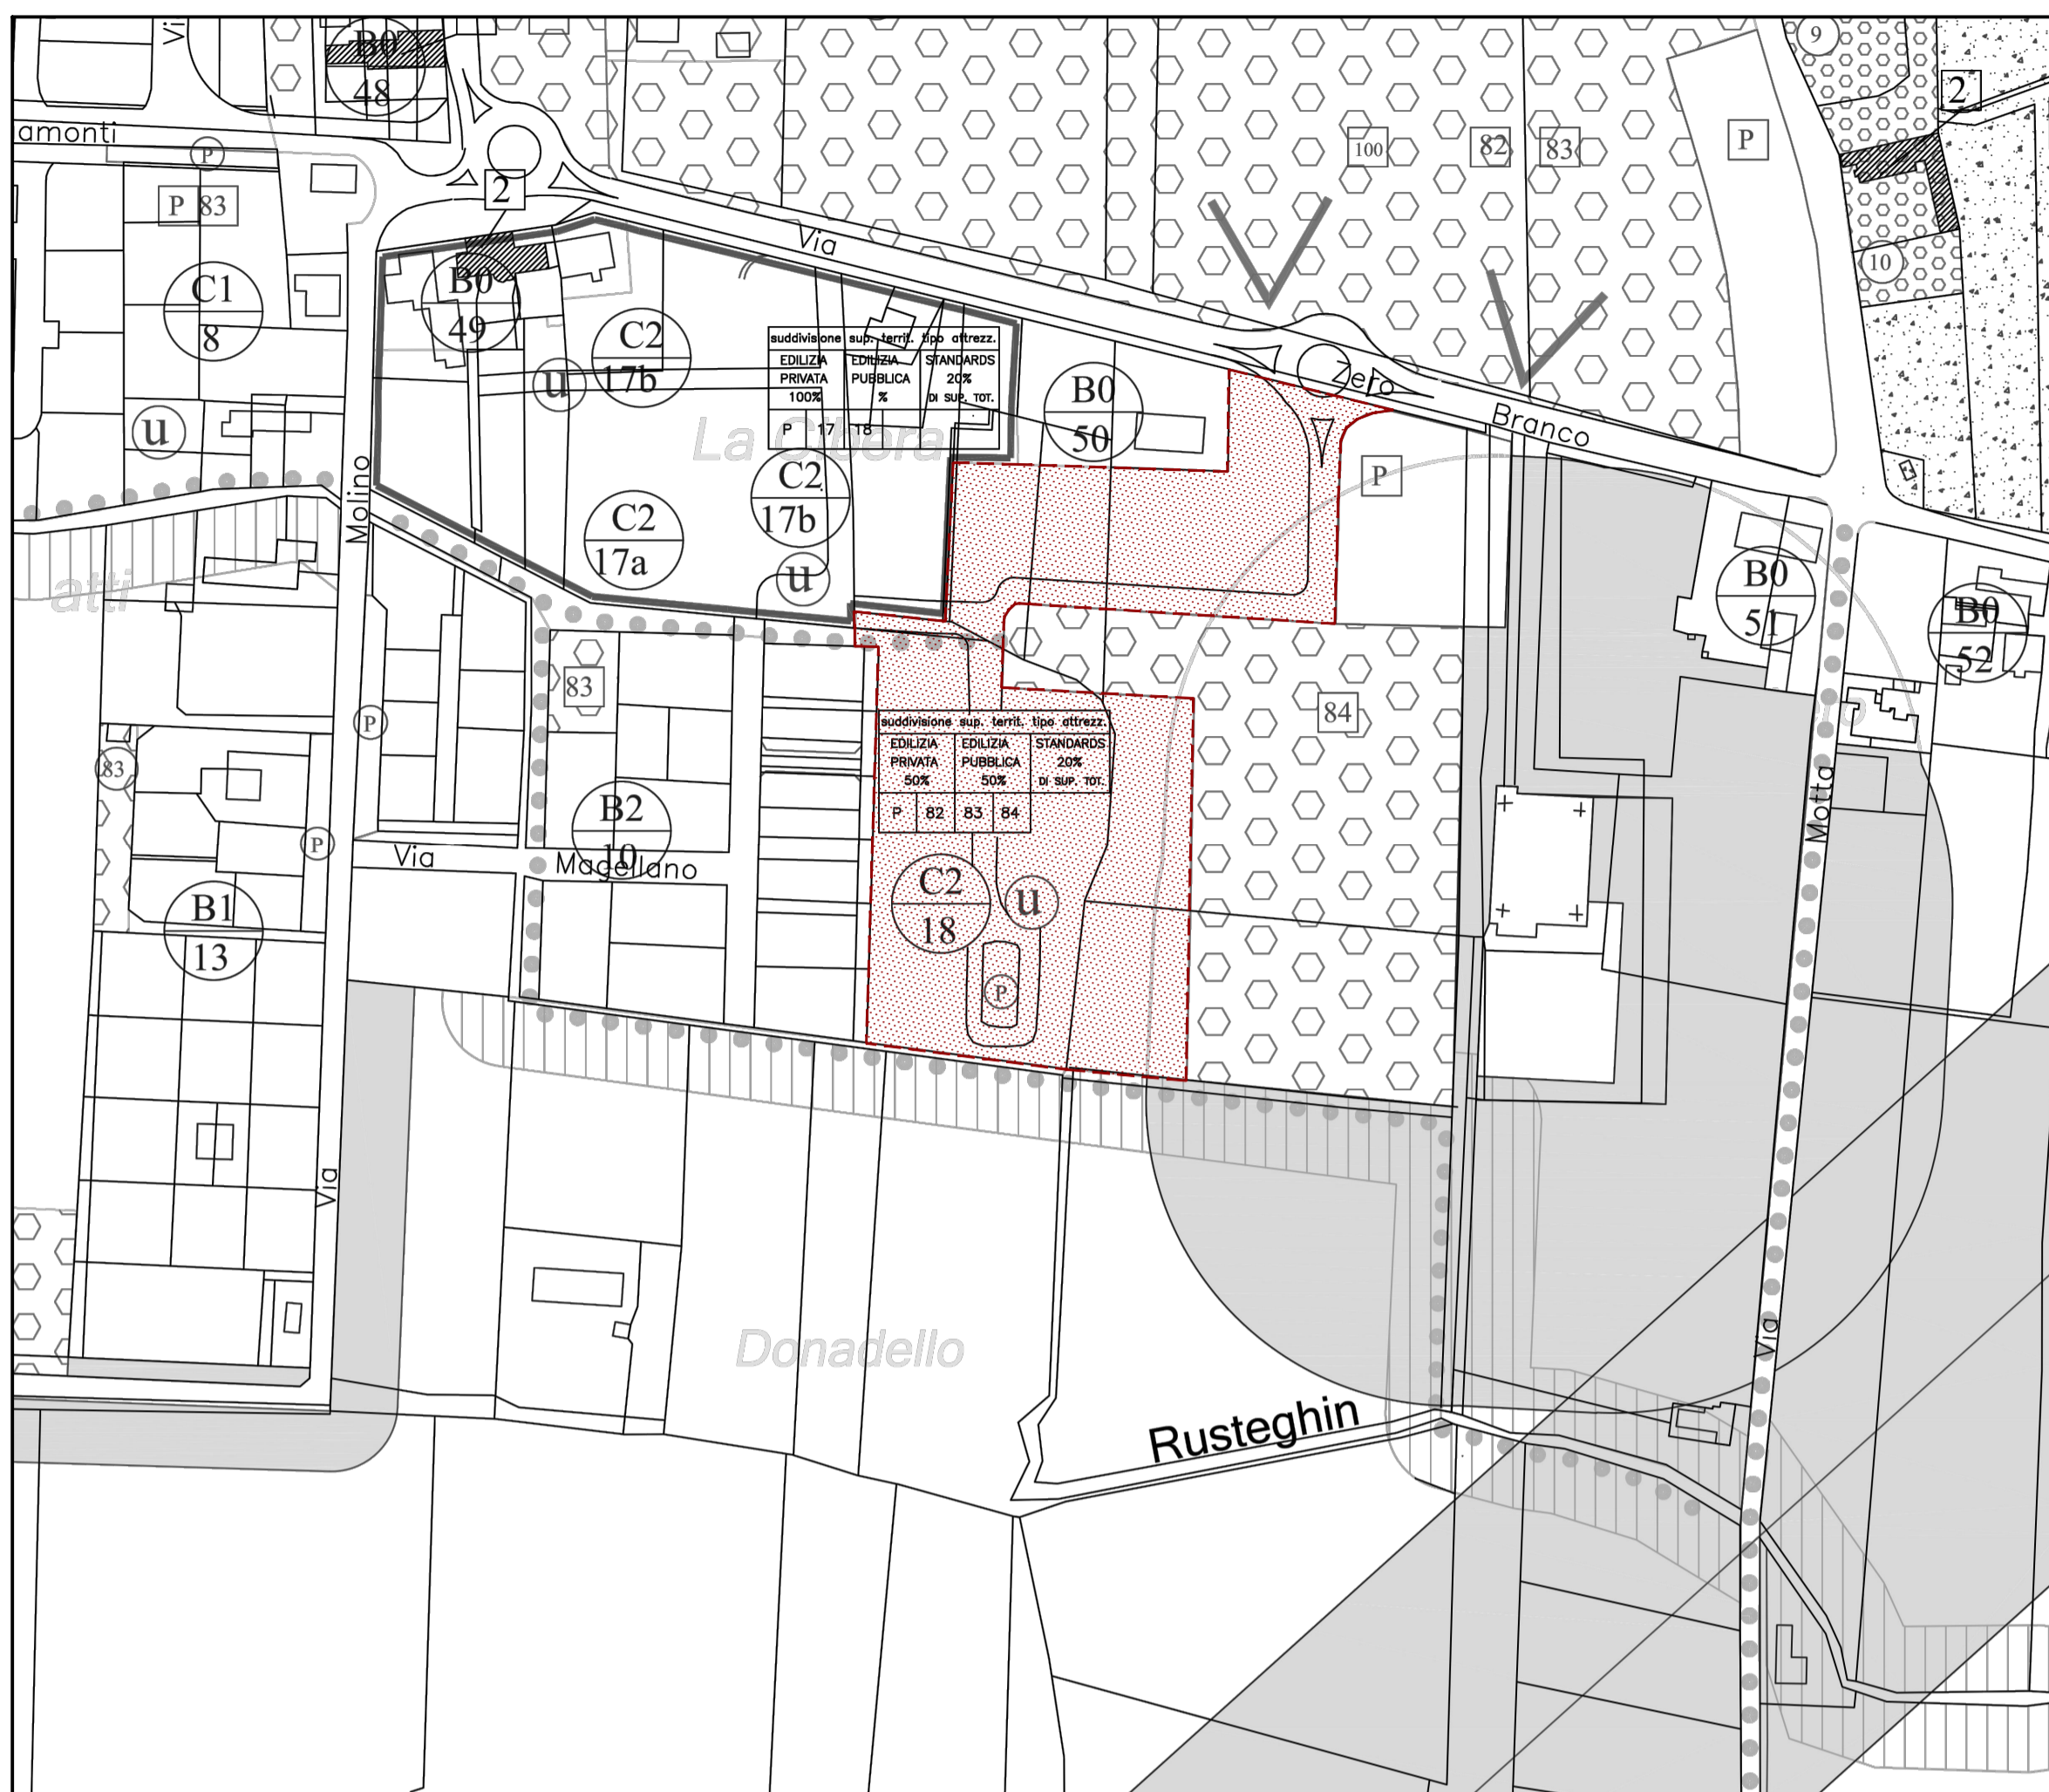 Vi
B0
48
9
2
amonti
P
P 83
2
100
82
83
P
10
C1
8
Via
B0
49
C2
17b
u
suddivisione sup. territ. tipo attrezz.
EDILIZIA PRIVATA 100%
EDILIZIA PUBBLICA %
STANDARDS 20% DI SUP. TOT.
P 17 18
La Cibera
B0
50
Zero
Branco
u
Molino
C2
17b
P
C2
17a
u
atti
B0
51
B0
52
83
P
84
83
suddivisione sup. territ. tipo attrezz.
EDILIZIA PRIVATA 50%
EDILIZIA PUBBLICA 50%
STANDARDS 20% DI SUP. TOT.
P 82 83 84
Motta
B2
10
P
Via
Magellano
C2
18
u
B1
13
P
Via
Donadello
Via
Rusteghin